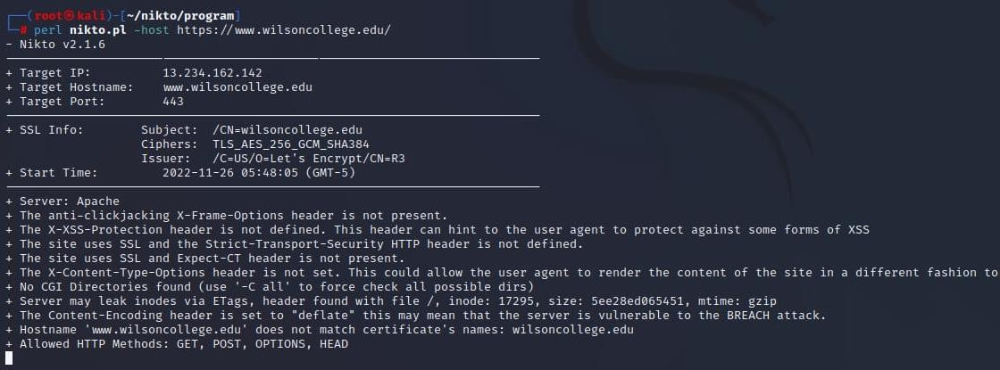 ┌──(root㉿kali)-[~/nikto/program]
└─# perl nikto.pl -host https://www.wilsoncollege.edu/
- Nikto v2.1.6
+ Target IP: 13.234.162.142
+ Target Hostname: www.wilsoncollege.edu
+ Target Port: 443
+ SSL Info: Subject: /CN=wilsoncollege.edu
Ciphers: TLS_AES_256_GCM_SHA384
Issuer: /C=US/O=Let's Encrypt/CN=R3
+ Start Time: 2022-11-26 05:48:05 (GMT-5)
+ Server: Apache
+ The anti-clickjacking X-Frame-Options header is not present.
+ The X-XSS-Protection header is not defined. This header can hint to the user agent to protect against some forms of XSS
+ The site uses SSL and the Strict-Transport-Security HTTP header is not defined.
+ The site uses SSL and Expect-CT header is not present.
+ The X-Content-Type-Options header is not set. This could allow the user agent to render the content of the site in a different fashion to
+ No CGI Directories found (use '-C all' to force check all possible dirs)
+ Server may leak inodes via ETags, header found with file /, inode: 17295, size: 5ee28ed065451, mtime: gzip
+ The Content-Encoding header is set to "deflate" this may mean that the server is vulnerable to the BREACH attack.
+ Hostname 'www.wilsoncollege.edu' does not match certificate's names: wilsoncollege.edu
+ Allowed HTTP Methods: GET, POST, OPTIONS, HEAD